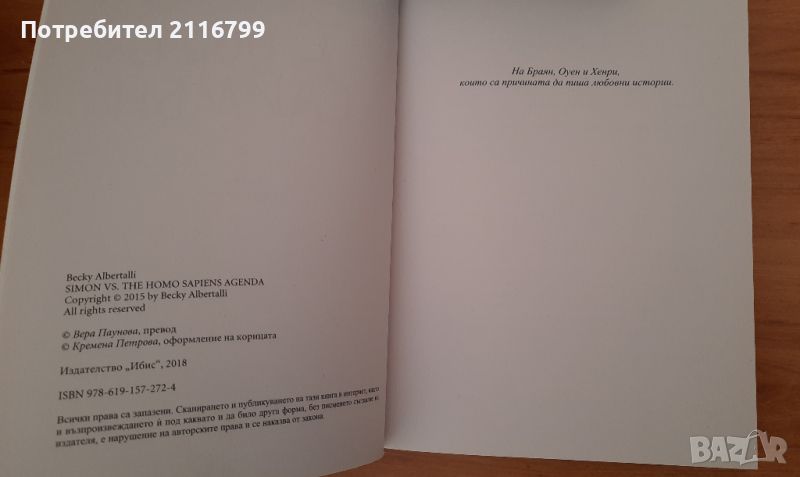 Потребител 2116799
Becky Albertalli
SIMON VS. THE HOMO SAPIENS AGENDA
Copyright © 2015 by Becky Albertalli
All rights reserved
© Вера Паунова, превод
© Кремена Петрова, оформление на корицата
Издателство „Ибис“, 2018
ISBN 978-619-157-272-4
Всички права са запазени. Сканирането и публикуването на тази книга в интернет, както
и възпроизвеждането ѝ под каквато и да било друга форма, без писменото съгласие на
издателя, е нарушение на авторските права и се наказва от закона.
На Браян, Оуен и Хенри,
които са причината да пиша любовни истории.
BAZAR